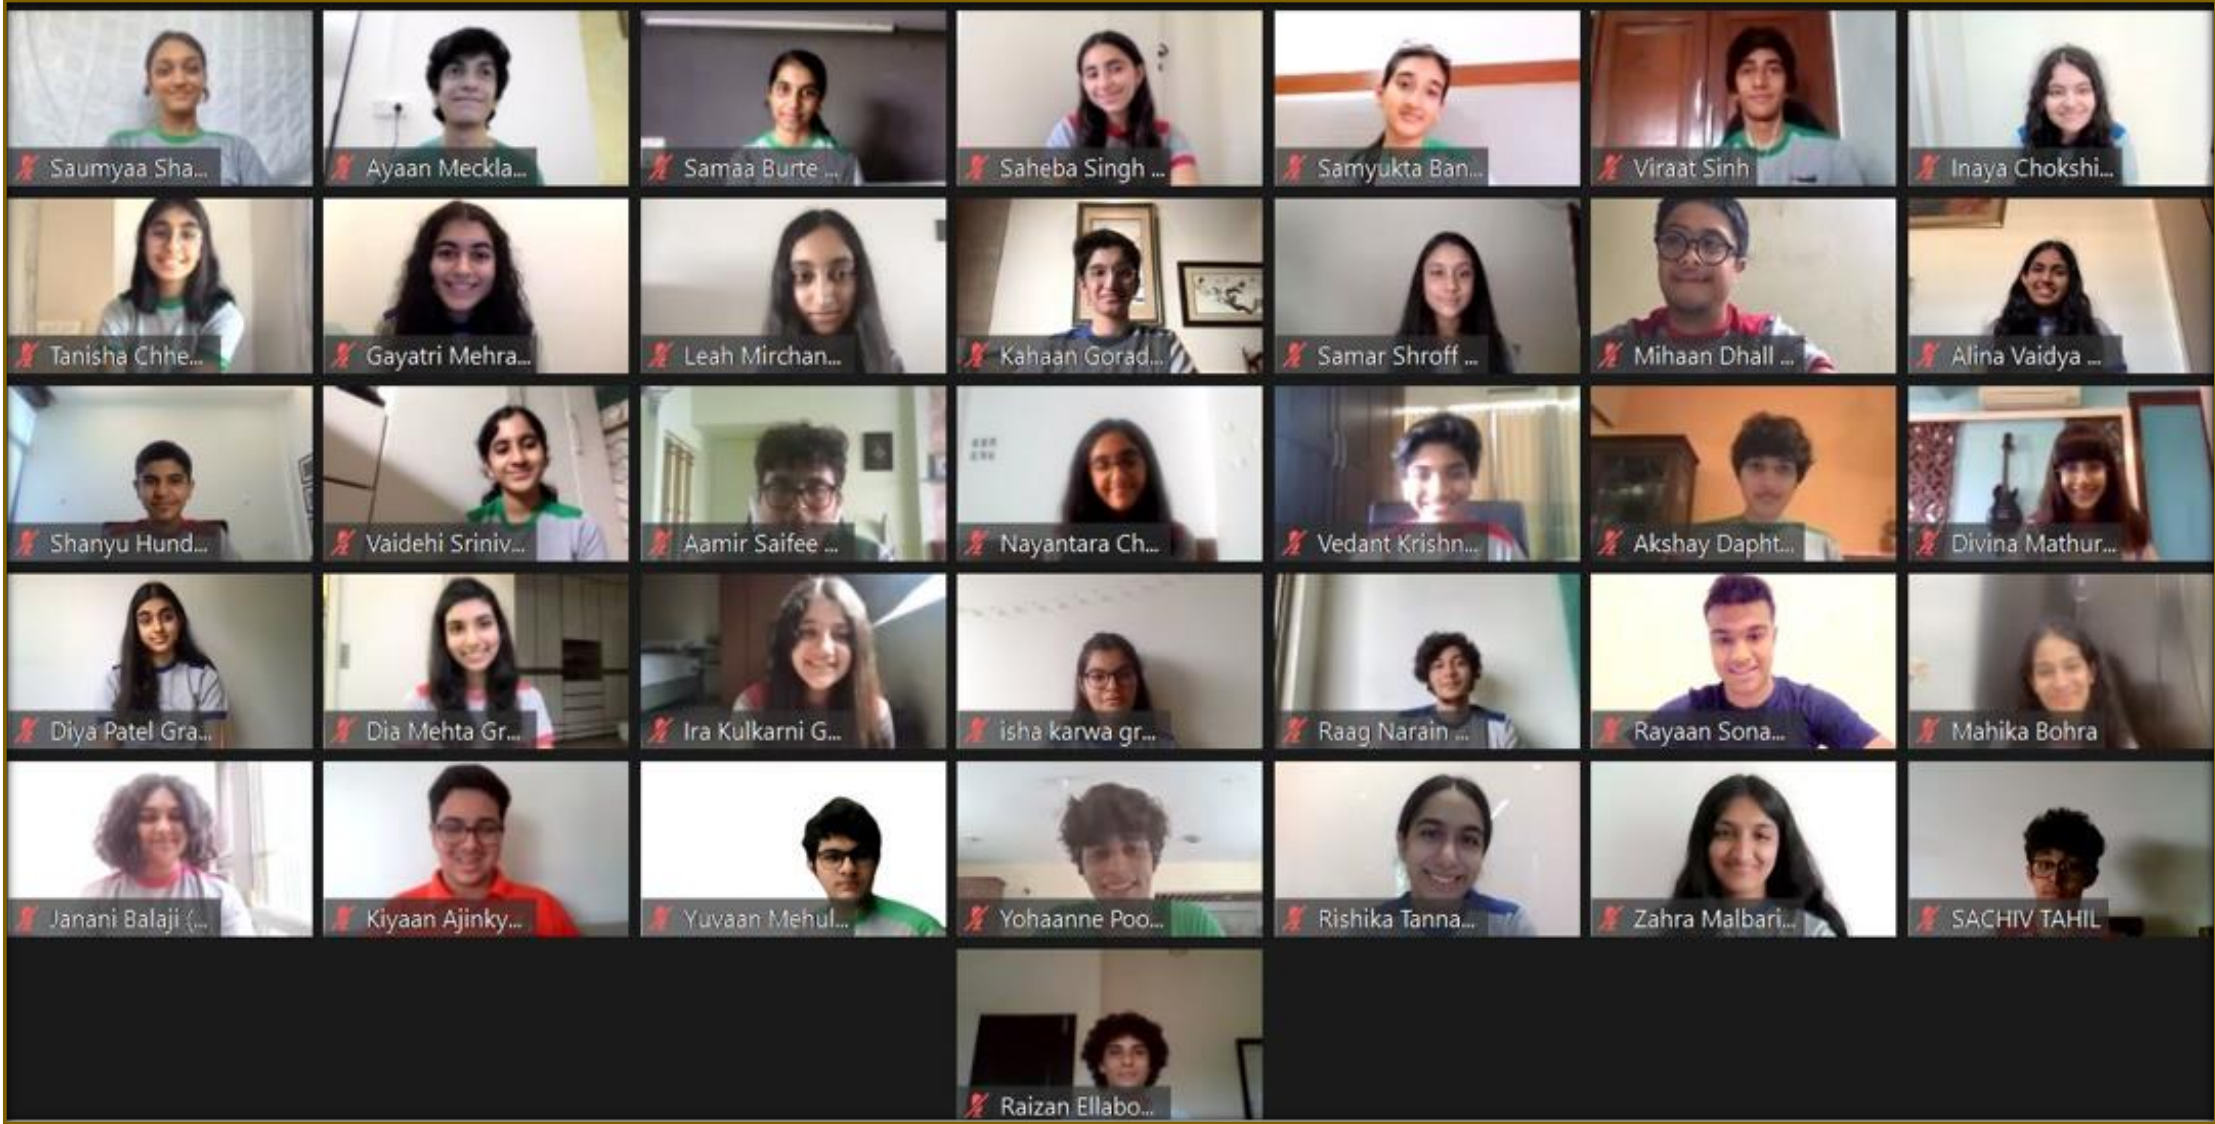 Saumyaa Sha...
Ayaan Meckla...
Samaa Burte ...
Saheba Singh ...
Samyukta Ban...
Viraat Sinh
Inaya Chokshi...
Tanisha Chhe...
Gayatri Mehra...
Leah Mirchan...
Kahaan Gorad...
Samar Shroff ...
Mihaan Dhall ...
Alina Vaidya ...
Shanyu Hund...
Vaidehi Sriniv...
Aamir Saifee ...
Nayantara Ch...
Vedant Krishn...
Akshay Dapht...
Divina Mathur...
Diya Patel Gra...
Dia Mehta Gr...
Ira Kulkarni G...
isha karwa gr...
Raag Narain ...
Rayaan Sona...
Mahika Bohra
Janani Balaji (...
Kiyaan Ajinky...
Yuvaan Mehul...
Yohaanne Poo...
Rishika Tanna...
Zahra Malbari...
SACHIV TAHIL
Raizan Ellabo...